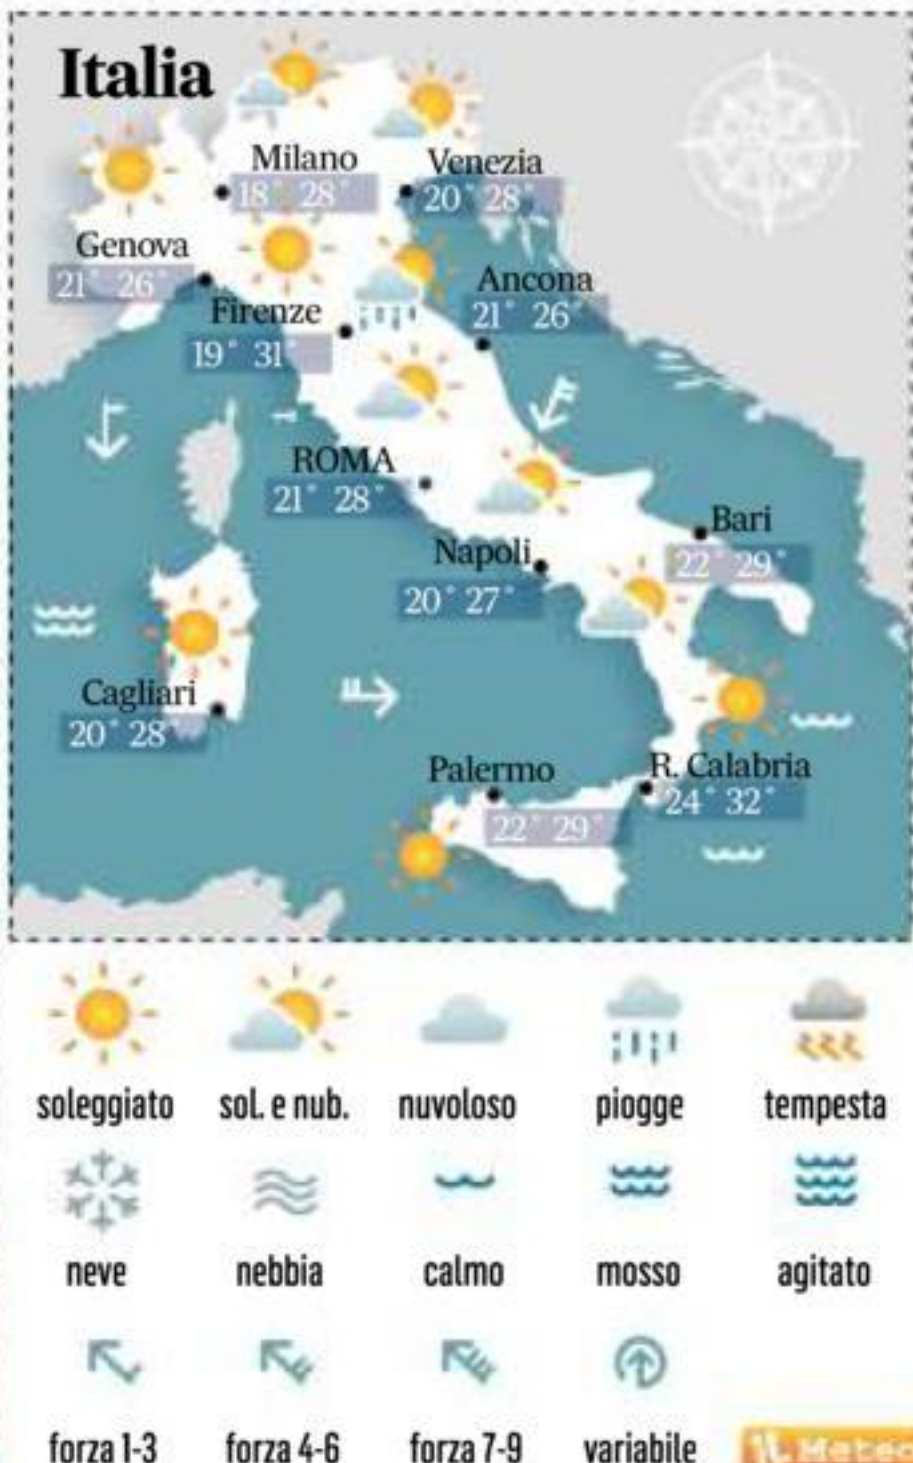 Italia
Milano
18° 28°
Venezia
20° 28°
Genova
21° 26°
Ancona
21° 26°
Firenze
19° 31°
ROMA
21° 28°
Bari
22° 29°
Napoli
20° 27°
Cagliari
20° 28°
Palermo
22° 29°
R. Calabria
24° 32°
soleggiato sol. e nub. nuvoloso piogge tempesta
neve nebbia calmo mosso agitato
forza 1-3 forza 4-6 forza 7-9 variabile